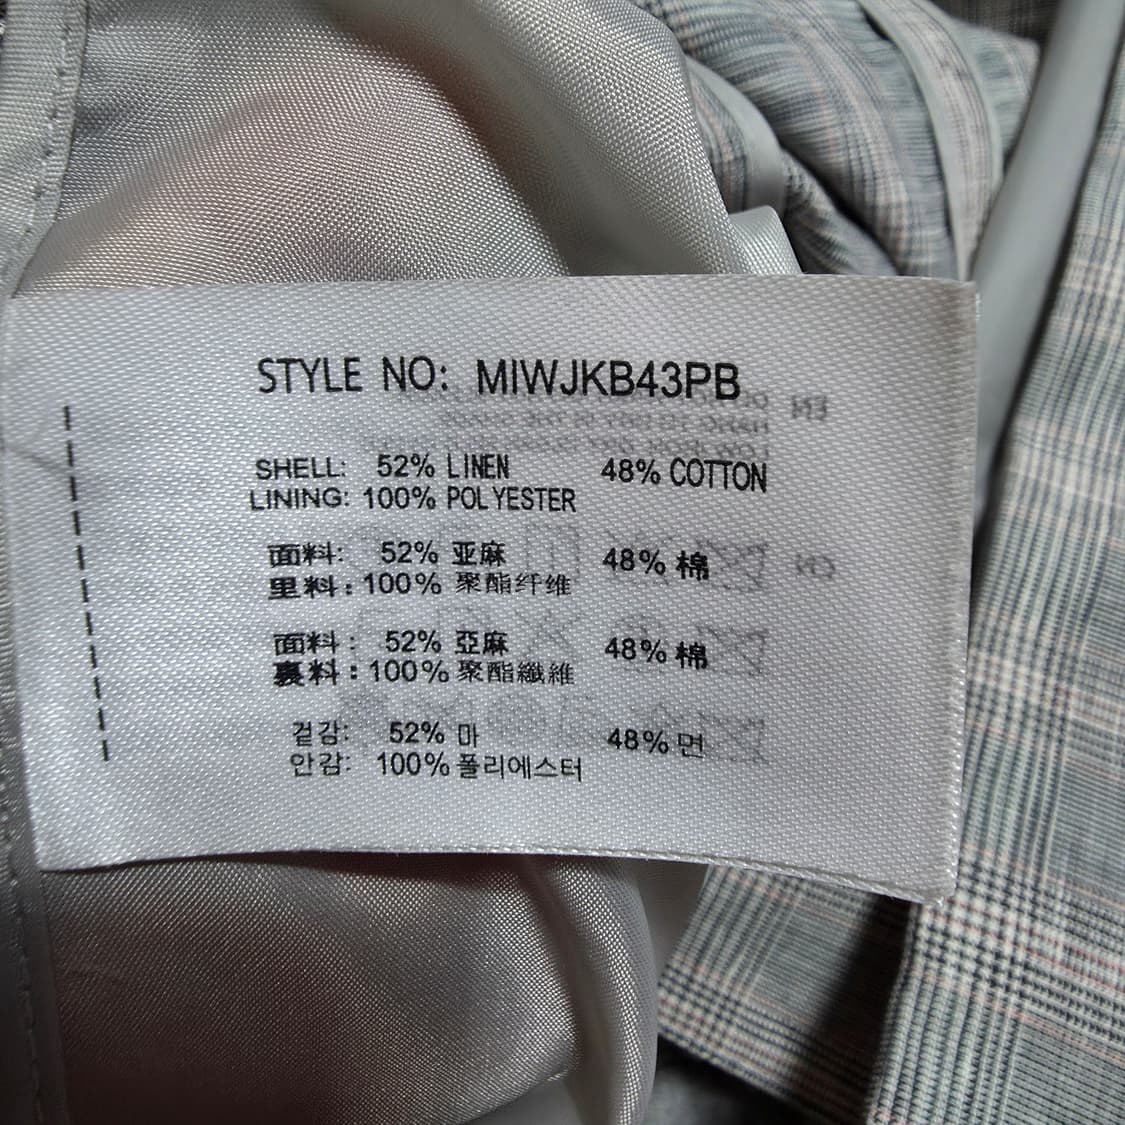 STYLE NO: MIWJKB43PB
SHELL: 52% LINEN 48% COTTON
LINING: 100% POLYESTER
面料: 52% 亚麻 48% 棉
里料: 100% 聚酯纤维
面料: 52% 亞麻 48% 棉
裏料: 100% 聚酯纖維
겉감: 52% 마 48% 면
안감: 100% 폴리에스터
EN
CN